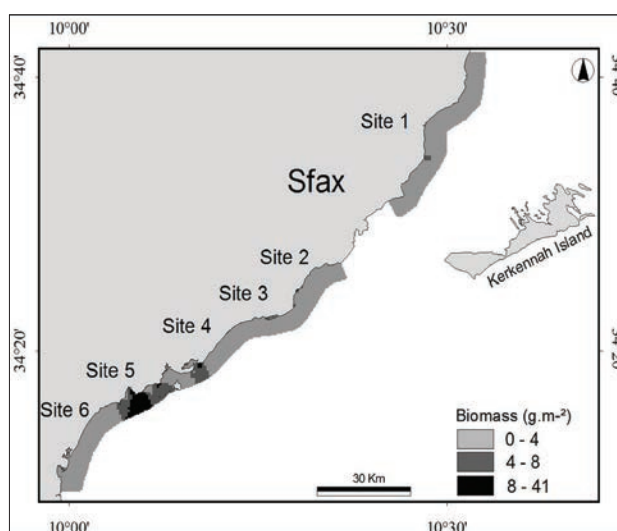 10°00' 10°30'
34°40' 34°40'
Site 1
Sfax
Site 2
Kerkennah Island
Site 3
Site 4
34°20' 34°20'
Site 5
Site 6
Biomass (g.m-²)
0 - 4
4 - 8
8 - 41
30 Km
10°00' 10°30'